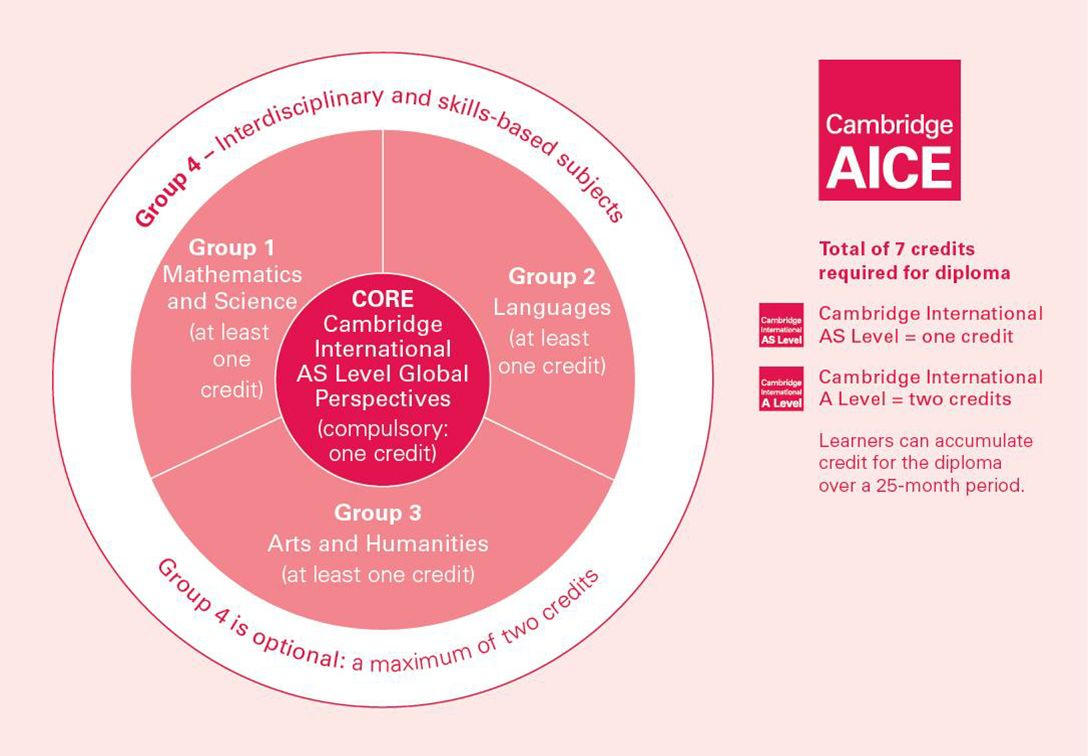 Group 4 – Interdisciplinary and skills-based subjects
Group 1
Mathematics
and Science
(at least
one
credit)
CORE
Cambridge
International
AS Level Global
Perspectives
(compulsory:
one credit)
Group 2
Languages
(at least
one credit)
Group 3
Arts and Humanities
(at least one credit)
Group 4 is optional: a maximum of two credits
Cambridge
AICE
Total of 7 credits
required for diploma
Cambridge
International
AS Level
Cambridge International
AS Level = one credit
Cambridge
International
A Level
Cambridge International
A Level = two credits
Learners can accumulate
credit for the diploma
over a 25-month period.